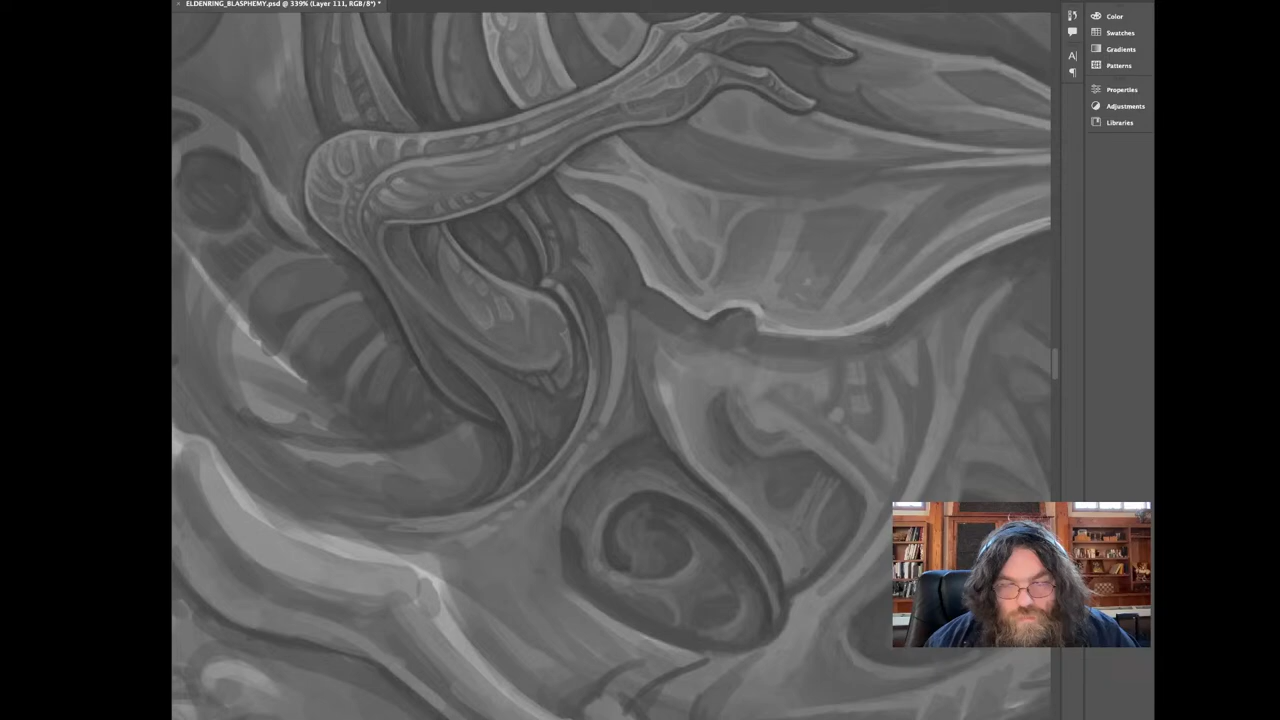 × ELDENRING_BLASPHEMY.psd @ 339% (Layer 111, RGB/8*) *
Color
Swatches
Gradients
Patterns
Properties
Adjustments
Libraries
A|
¶